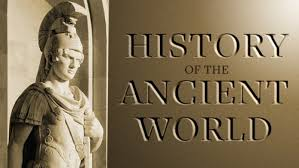 HISTORY
OF THE
ANCIENT
WORLD